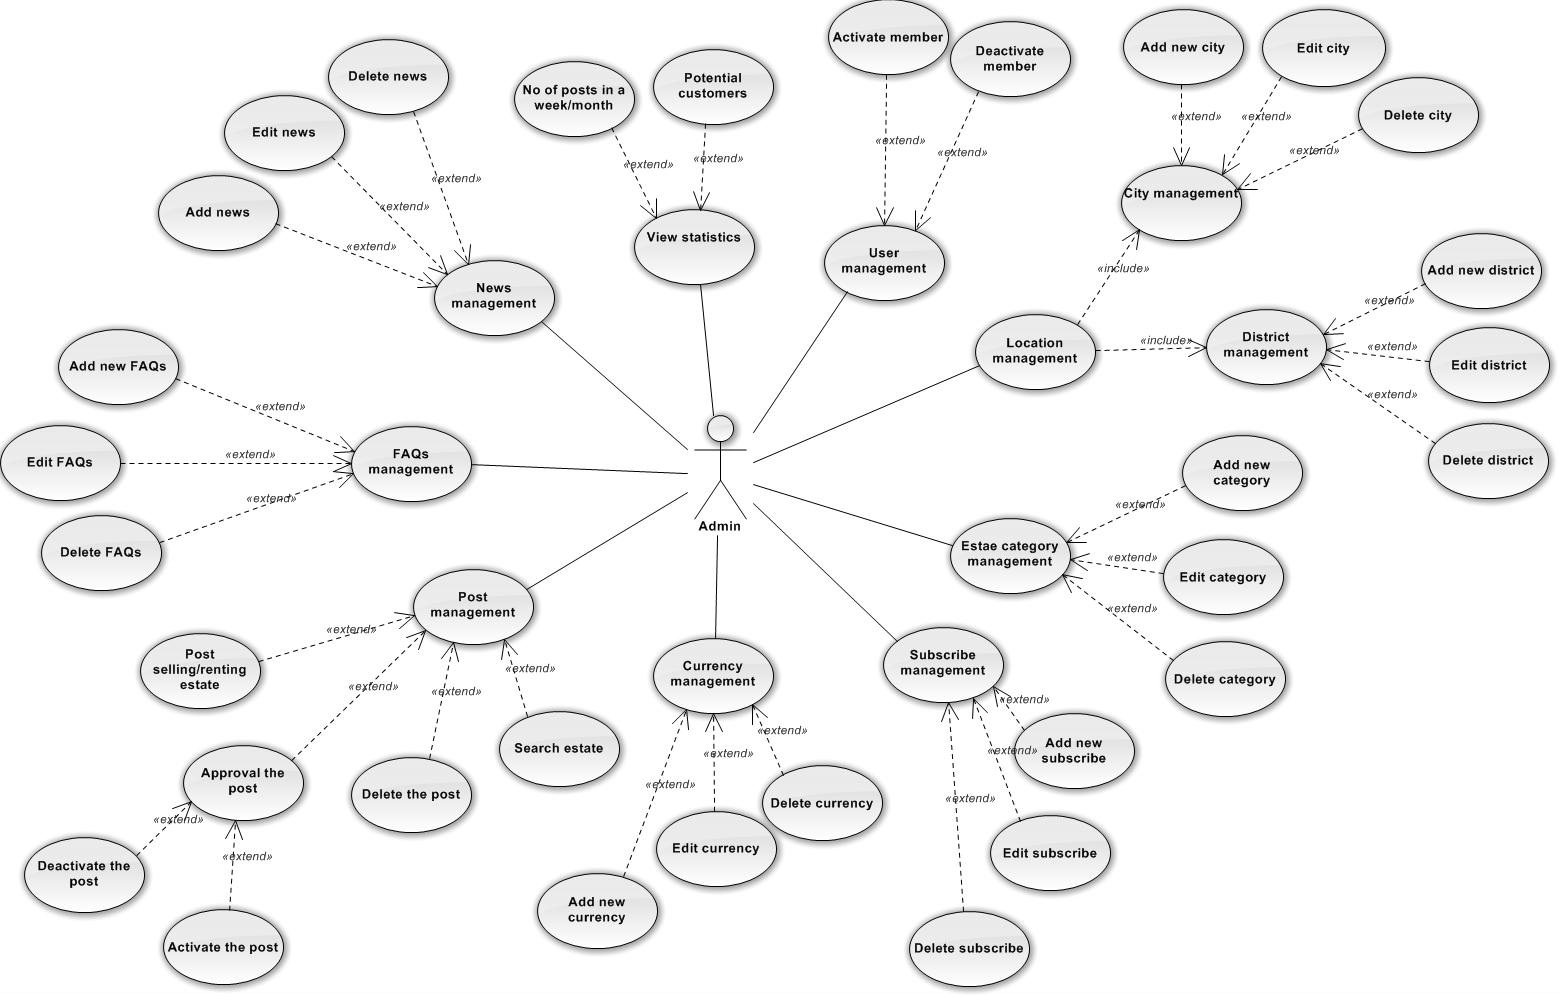 Activate member
Deactivate
member
Add new city
Edit city
Delete city
Delete news
Edit news
Add news
No of posts in a
week/month
Potential
customers
«extend»
«extend»
«extend»
«extend»
«extend»
«extend»
«extend»
«extend»
«extend»
«extend»
City management
View statistics
User
management
News
management
«include»
Add new district
«extend»
Location
management
«include»
District
management
«extend»
Edit district
«extend»
Delete district
Add new FAQs
«extend»
Edit FAQs
«extend»
FAQs
management
«extend»
Delete FAQs
Admin
Add new
category
«extend»
Estae category
management
«extend»
Edit category
«extend»
Delete category
Post
management
«extend»
Post
selling/renting
estate
«extend»
«extend»
«extend»
Search estate
Approval the
post
Delete the post
«extend»
«extend»
Deactivate the
post
Activate the post
Currency
management
«extend»
«extend»
«extend»
Delete currency
Edit currency
Add new
currency
Subscribe
management
«extend»
«extend»
Add new
subscribe
«extend»
Edit subscribe
Delete subscribe